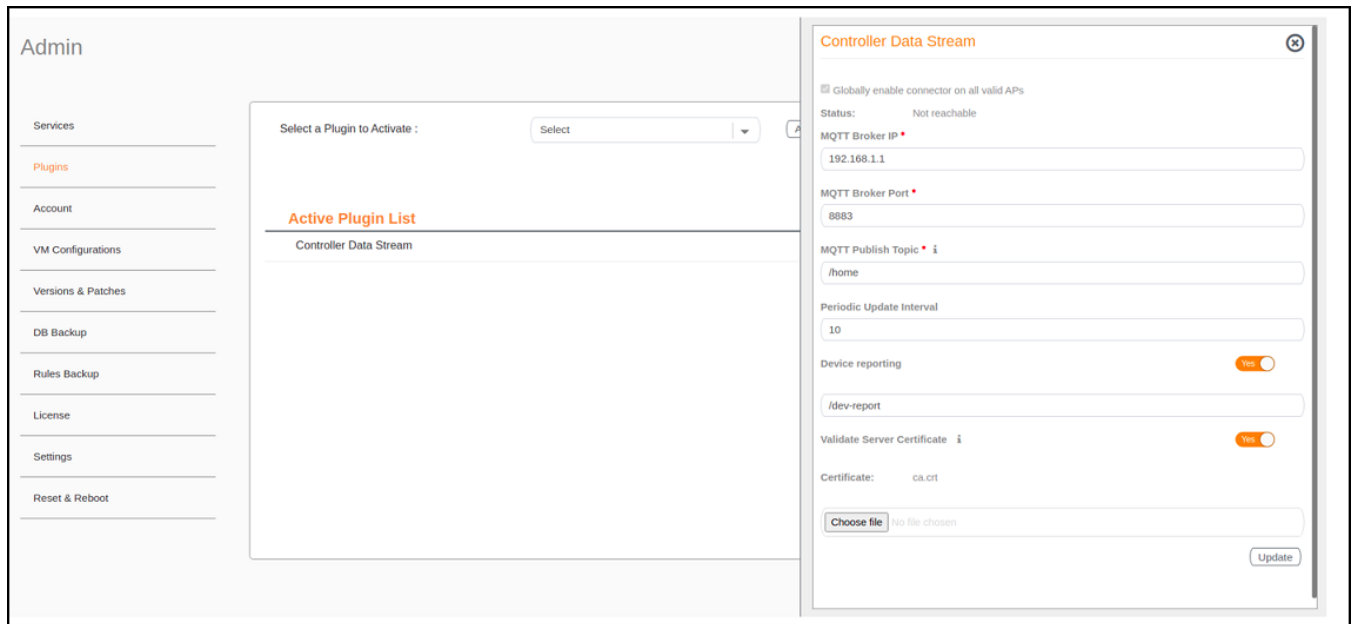 Admin
Services
Plugins
Account
VM Configurations
Versions & Patches
DB Backup
Rules Backup
License
Settings
Reset & Reboot
Select a Plugin to Activate :
Select
A
Active Plugin List
Controller Data Stream
Controller Data Stream
Globally enable connector on all valid APs
Status: Not reachable
MQTT Broker IP *
192.168.1.1
MQTT Broker Port *
8883
MQTT Publish Topic * i
/home
Periodic Update Interval
10
Device reporting Yes
/dev-report
Validate Server Certificate i Yes
Certificate: ca.crt
Choose file No file chosen
Update